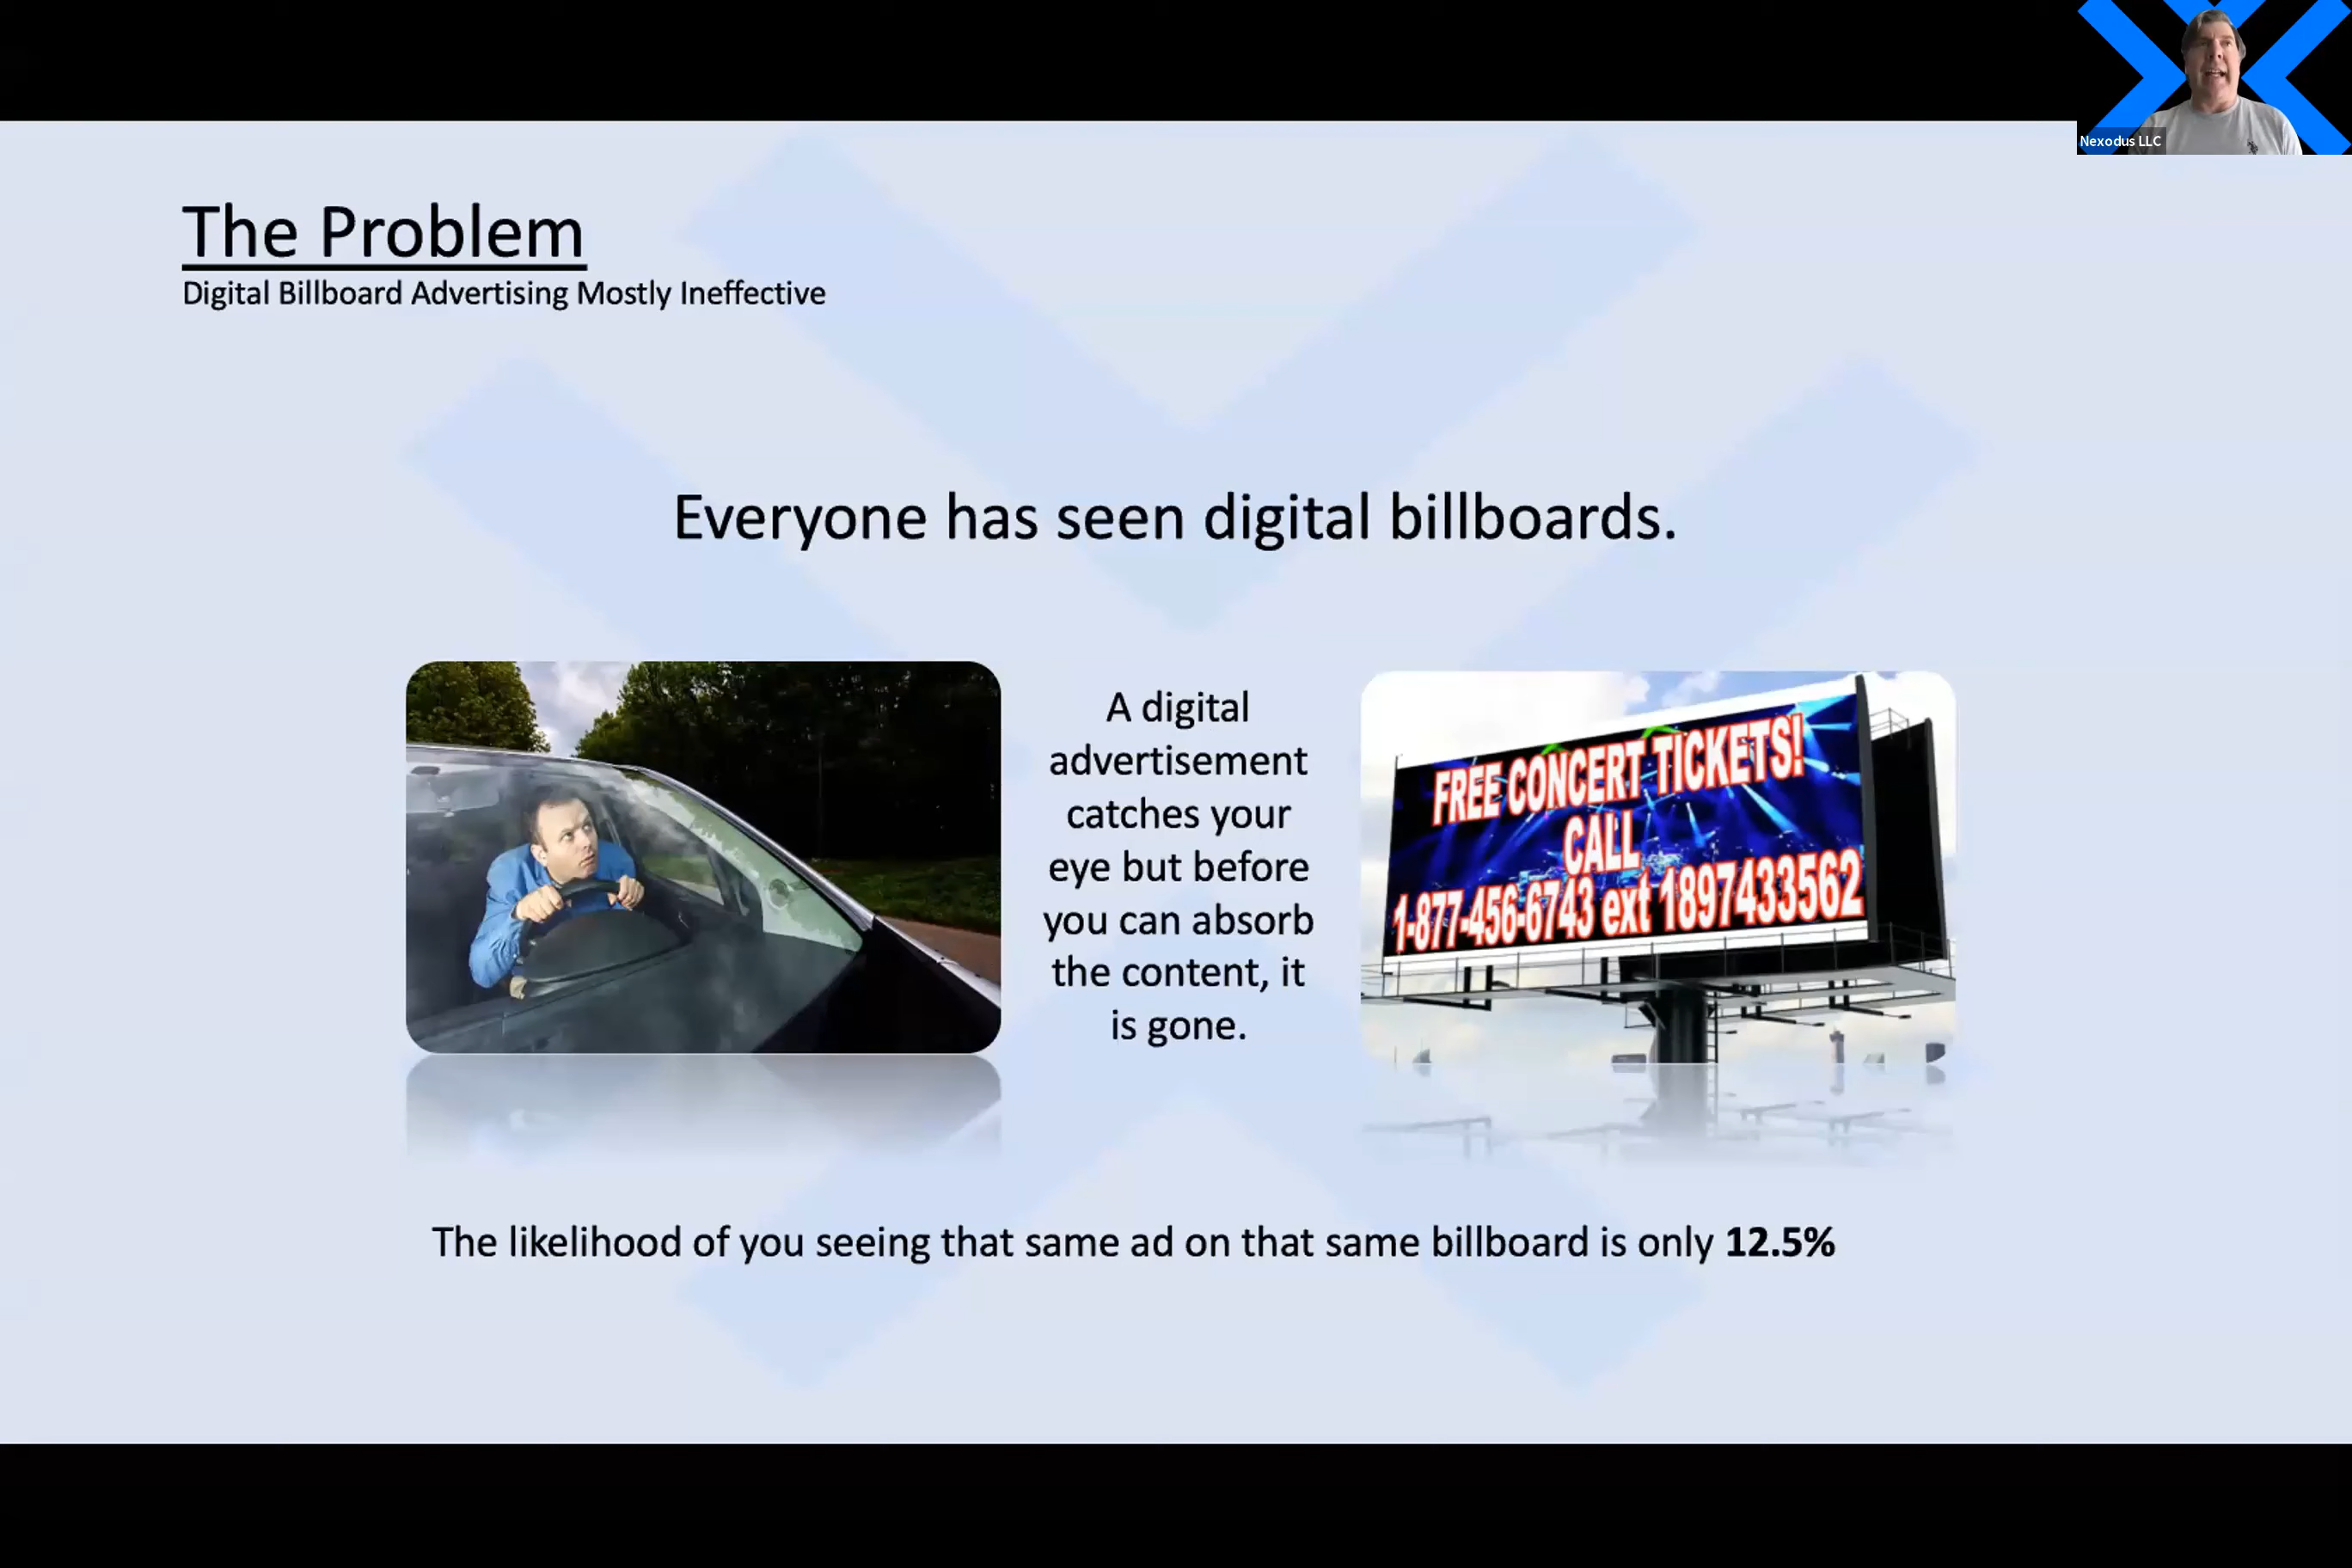 Nexodus LLC
The Problem
Digital Billboard Advertising Mostly Ineffective
Everyone has seen digital billboards.
A digital
advertisement
catches your
eye but before
you can absorb
the content, it
is gone.
FREE CONCERT TICKETS!
CALL
1-877-456-6743 ext 1897433562
The likelihood of you seeing that same ad on that same billboard is only 12.5%